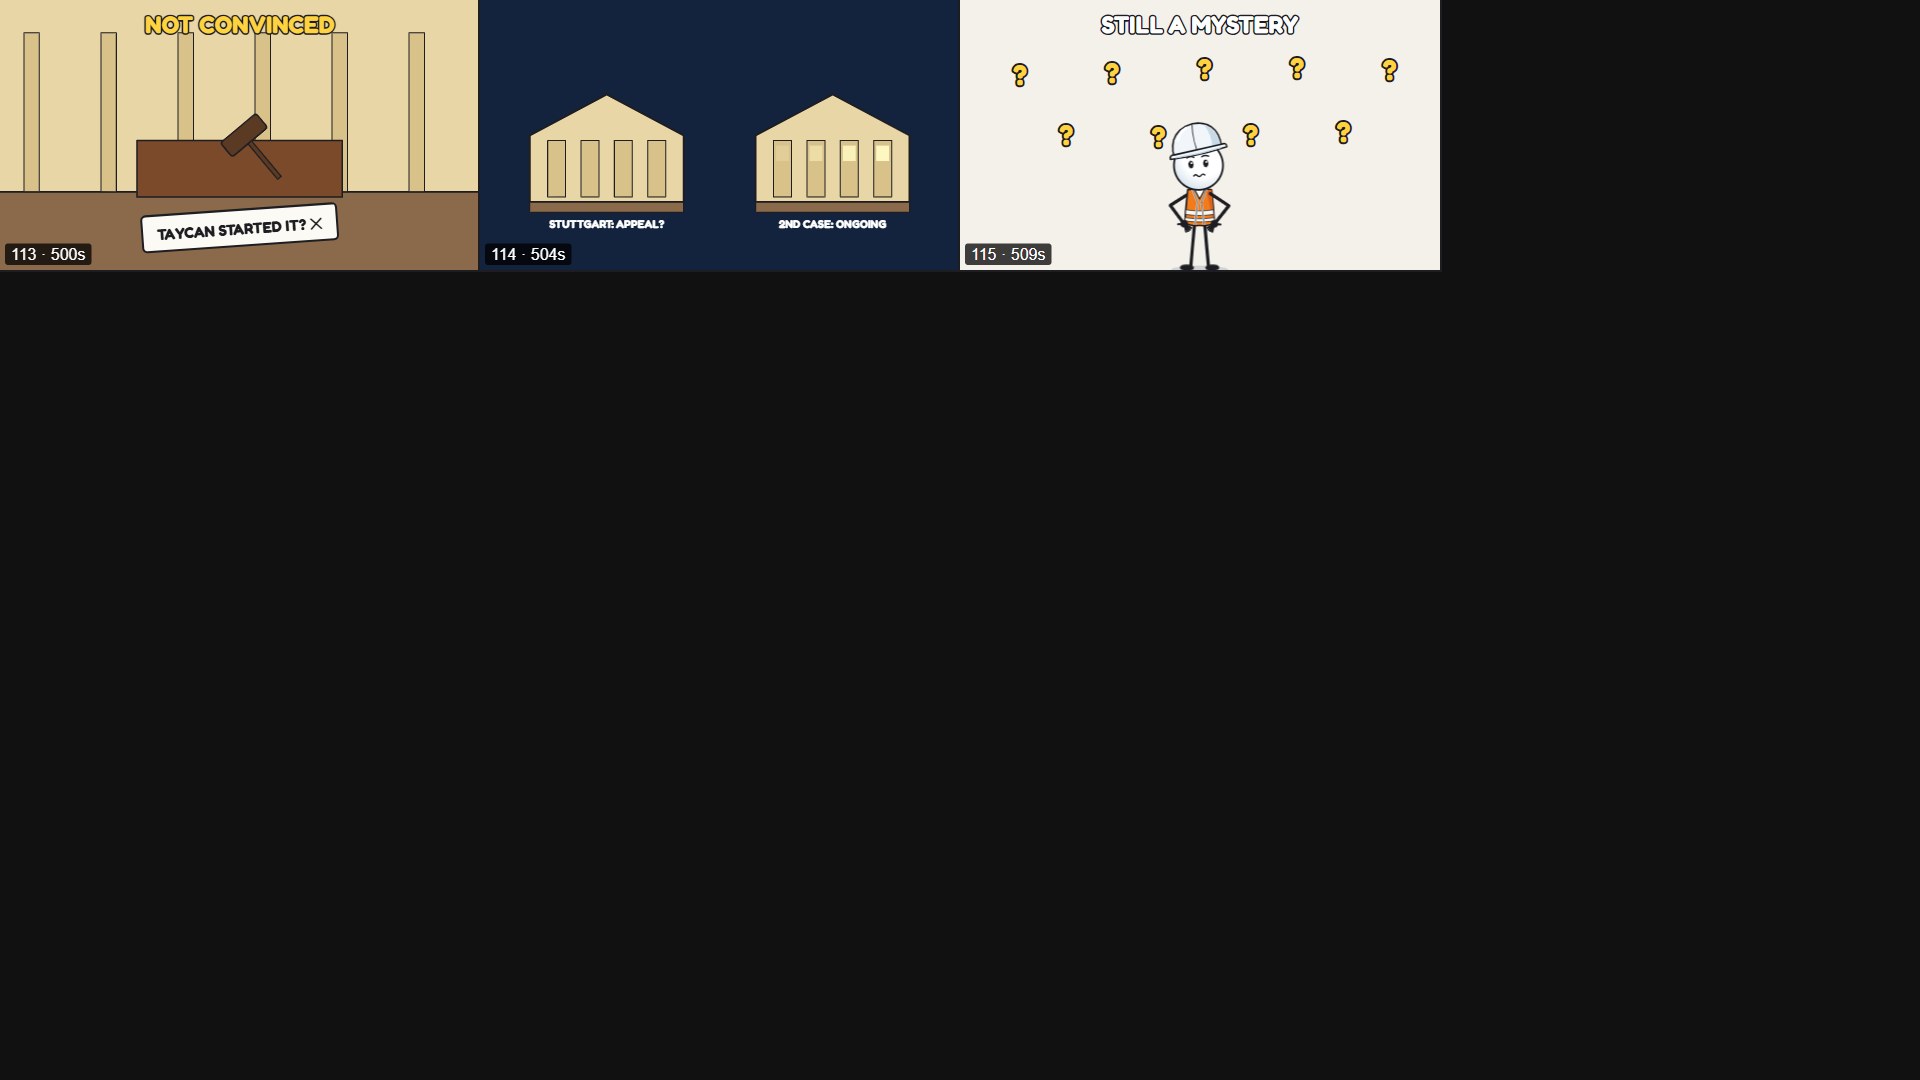 NOT CONVINCED
TAYCAN STARTED IT? ✕
113 · 500s
STUTTGART: APPEAL?
2ND CASE: ONGOING
114 · 504s
STILL A MYSTERY
? ? ? ? ?
? ? ? ?
115 · 509s